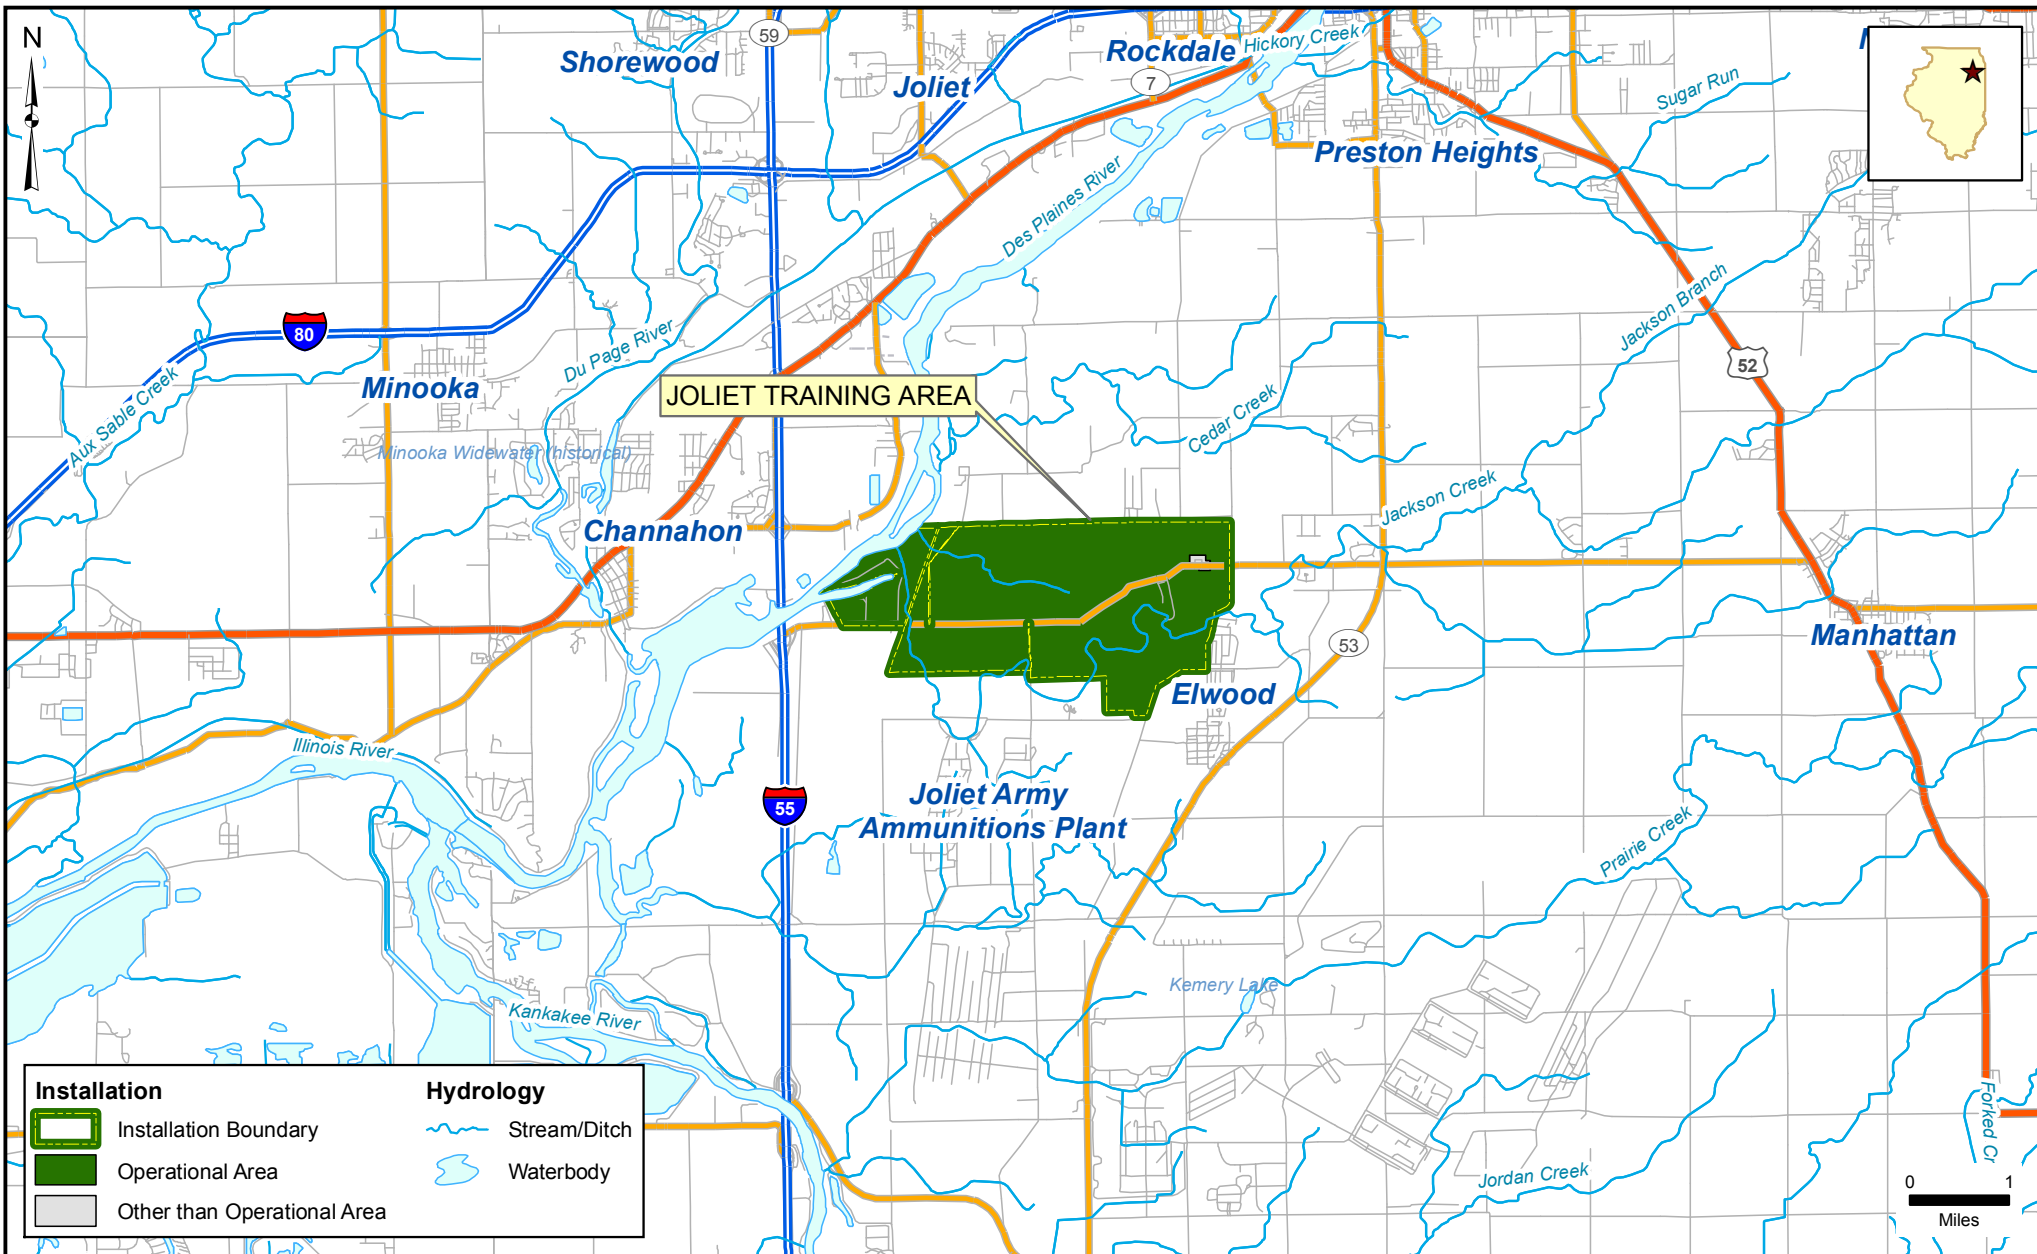 N
59
Shorewood
Joliet
Rockdale
Hickory Creek
7
Preston Heights
Sugar Run
Des Plaines River
80
Minooka
Du Page River
Aux Sable Creek
JOLIET TRAINING AREA
Minooka Widewater (historical)
Cedar Creek
Jackson Branch
52
Channahon
Jackson Creek
53
Manhattan
Elwood
Illinois River
55
Joliet Army
Ammunitions Plant
Prairie Creek
Kemery Lake
Kankakee River
Forked Cr
Jordan Creek
Installation
Installation Boundary
Operational Area
Other than Operational Area
Hydrology
Stream/Ditch
Waterbody
0 1
Miles